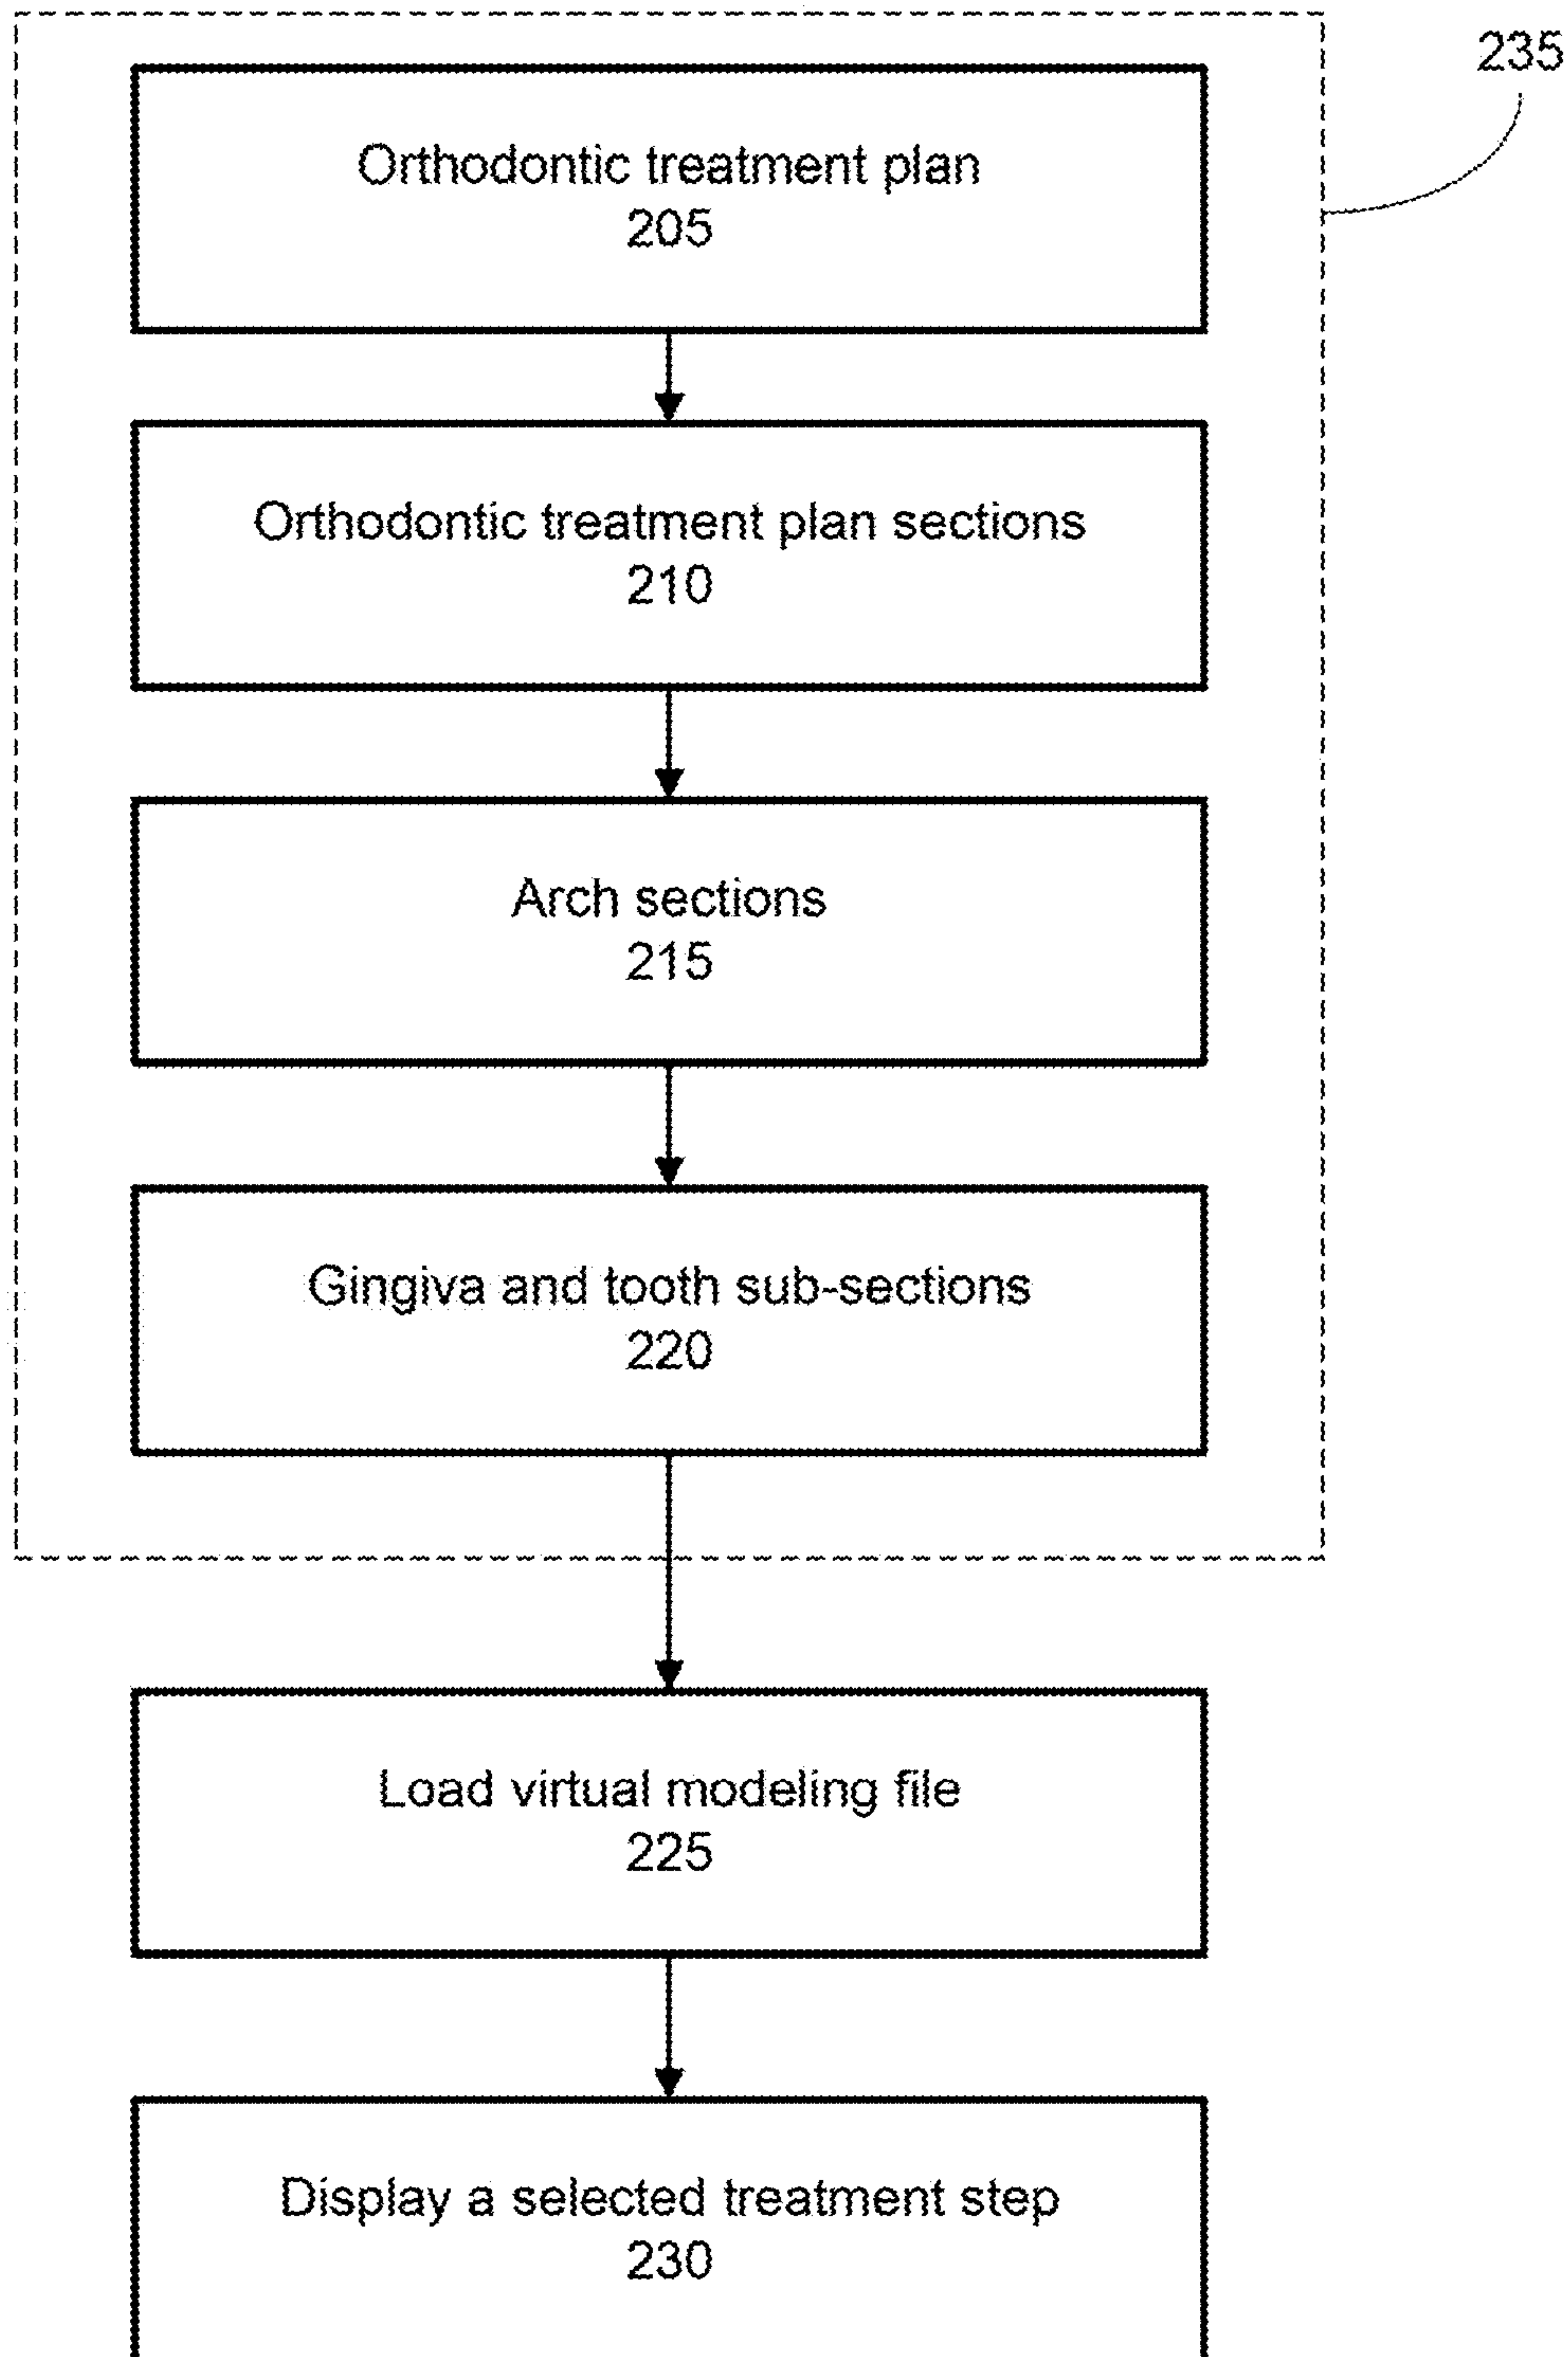 235
Orthodontic treatment plan
205
Orthodontic treatment plan sections
210
Arch sections
215
Gingiva and tooth sub-sections
220
Load virtual modeling file
225
Display a selected treatment step
230